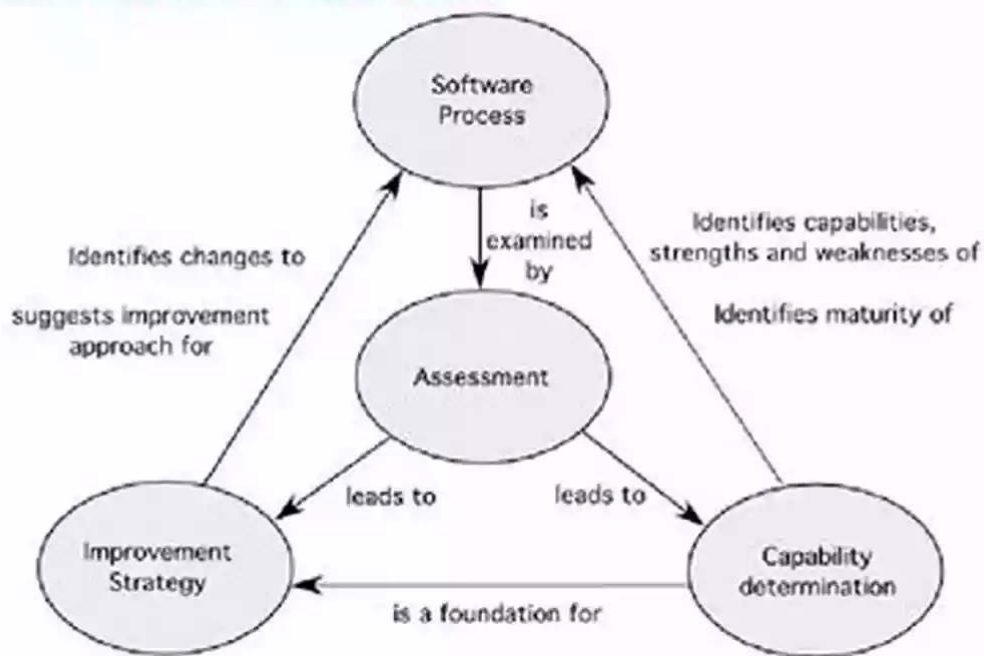 Software
Process
is
examined
by
Identifies capabilities,
strengths and weaknesses of
Identifies changes to
Identifies maturity of
suggests improvement
approach for
Assessment
leads to
leads to
Improvement
Strategy
Capability
determination
is a foundation for